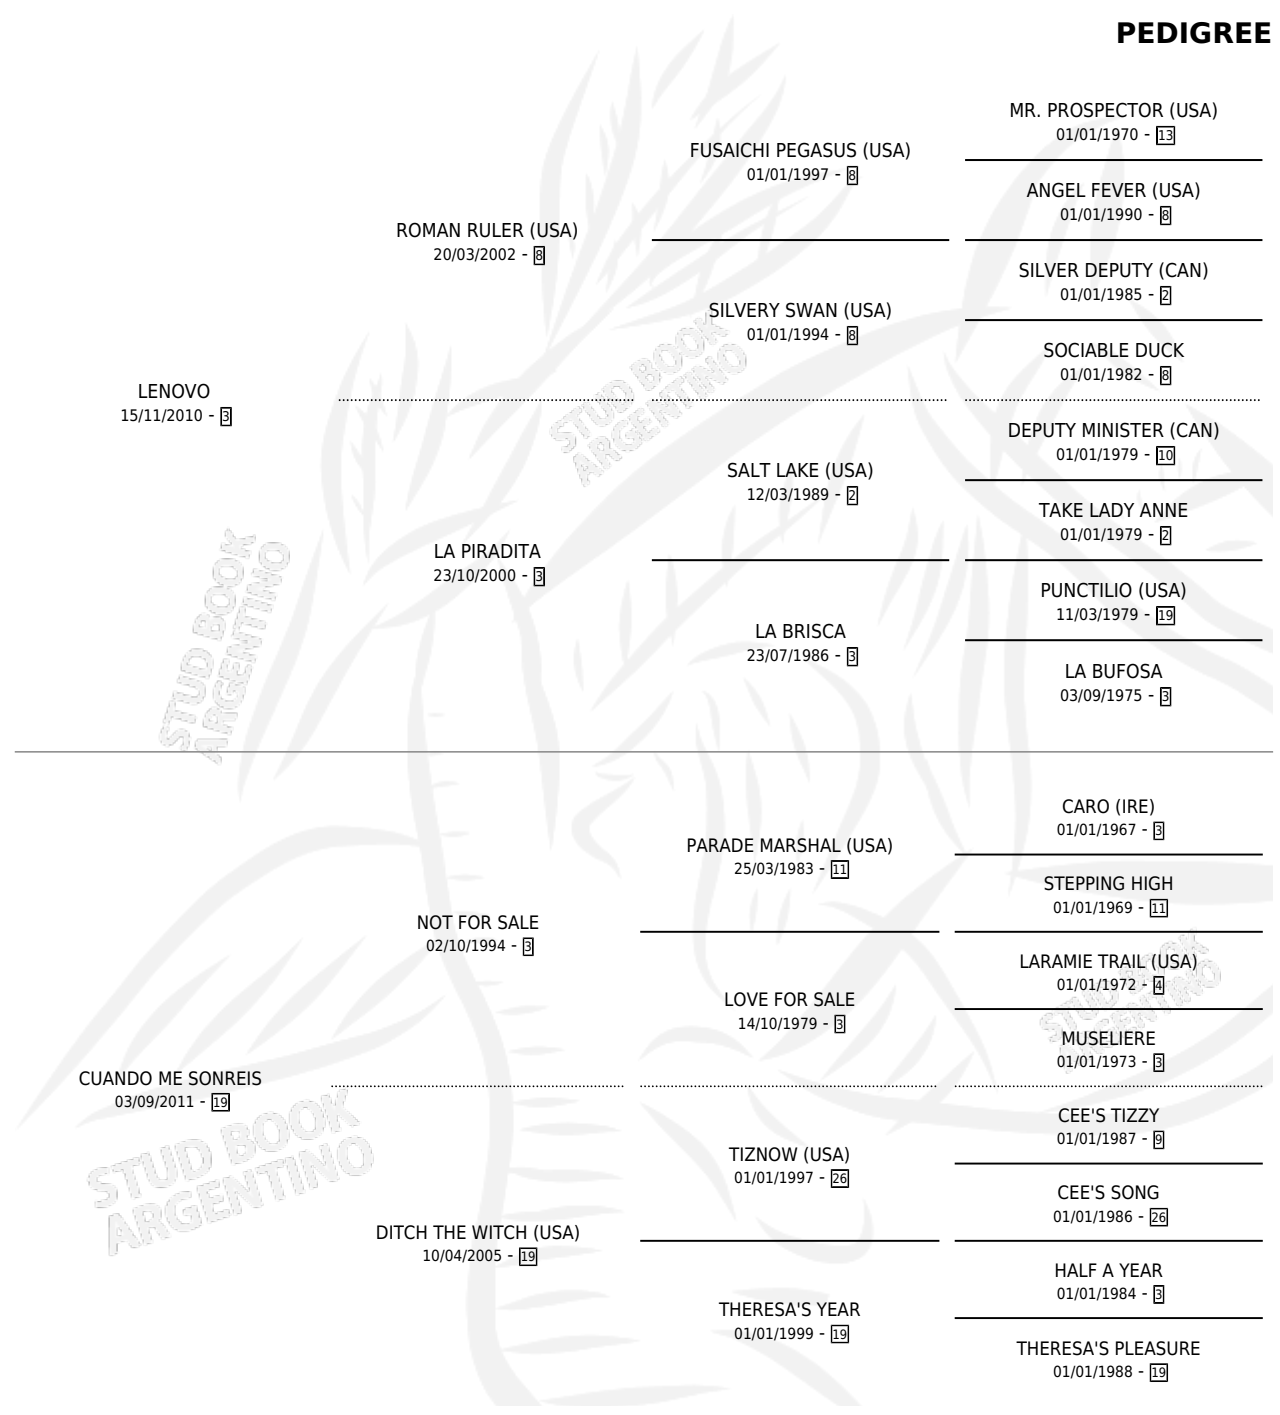 PEDIGREE
MR. PROSPECTOR (USA)
01/01/1970 - 13
FUSAICHI PEGASUS (USA)
01/01/1997 - 8
ANGEL FEVER (USA)
01/01/1990 - 8
ROMAN RULER (USA)
20/03/2002 - 8
SILVER DEPUTY (CAN)
01/01/1985 - 2
SILVERY SWAN (USA)
01/01/1994 - 8
SOCIABLE DUCK
01/01/1982 - 8
LENOVO
15/11/2010 - 3
STUD BOOK
ARGENTINO
DEPUTY MINISTER (CAN)
01/01/1979 - 10
SALT LAKE (USA)
12/03/1989 - 2
TAKE LADY ANNE
01/01/1979 - 2
LA PIRADITA
23/10/2000 - 3
PUNCTILIO (USA)
11/03/1979 - 19
LA BRISCA
23/07/1986 - 3
LA BUFOSA
03/09/1975 - 3
STUD BOOK
ARGENTINO
CARO (IRE)
01/01/1967 - 3
PARADE MARSHAL (USA)
25/03/1983 - 11
STEPPING HIGH
01/01/1969 - 11
NOT FOR SALE
02/10/1994 - 3
LARAMIE TRAIL (USA)
01/01/1972 - 4
LOVE FOR SALE
14/10/1979 - 3
STUD BOOK
ARGENTINO
MUSELIERE
01/01/1973 - 3
CUANDO ME SONREIS
03/09/2011 - 19
STUD BOOK
ARGENTINO
CEE'S TIZZY
01/01/1987 - 9
TIZNOW (USA)
01/01/1997 - 26
CEE'S SONG
01/01/1986 - 26
DITCH THE WITCH (USA)
10/04/2005 - 19
HALF A YEAR
01/01/1984 - 3
THERESA'S YEAR
01/01/1999 - 19
THERESA'S PLEASURE
01/01/1988 - 19